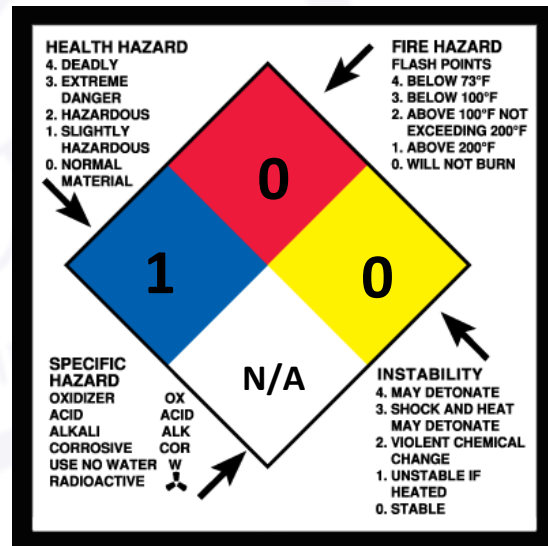 HEALTH HAZARD
4. DEADLY
3. EXTREME
DANGER
2. HAZARDOUS
1. SLIGHTLY
HAZARDOUS
0. NORMAL
MATERIAL
FIRE HAZARD
FLASH POINTS
4. BELOW 73°F
3. BELOW 100°F
2. ABOVE 100°F NOT
EXCEEDING 200°F
1. ABOVE 200°F
0. WILL NOT BURN
0
1
0
N/A
SPECIFIC
HAZARD
OXIDIZER OX
ACID ACID
ALKALI ALK
CORROSIVE COR
USE NO WATER W
RADIOACTIVE
INSTABILITY
4. MAY DETONATE
3. SHOCK AND HEAT
MAY DETONATE
2. VIOLENT CHEMICAL
CHANGE
1. UNSTABLE IF
HEATED
0. STABLE